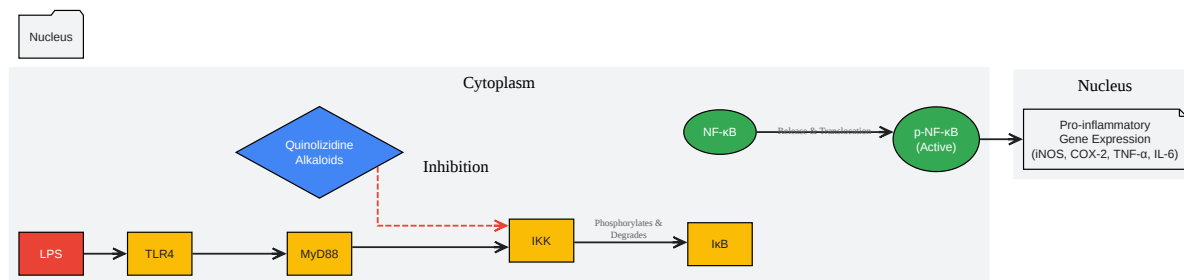 Nucleus
Cytoplasm
Nucleus
Quinolizidine
Alkaloids
Inhibition
NF-κB
Release & Translocation
p-NF-κB
(Active)
Pro-inflammatory
Gene Expression
(iNOS, COX-2, TNF-α, IL-6)
LPS
TLR4
MyD88
IKK
Phosphorylates &
Degrades
IκB